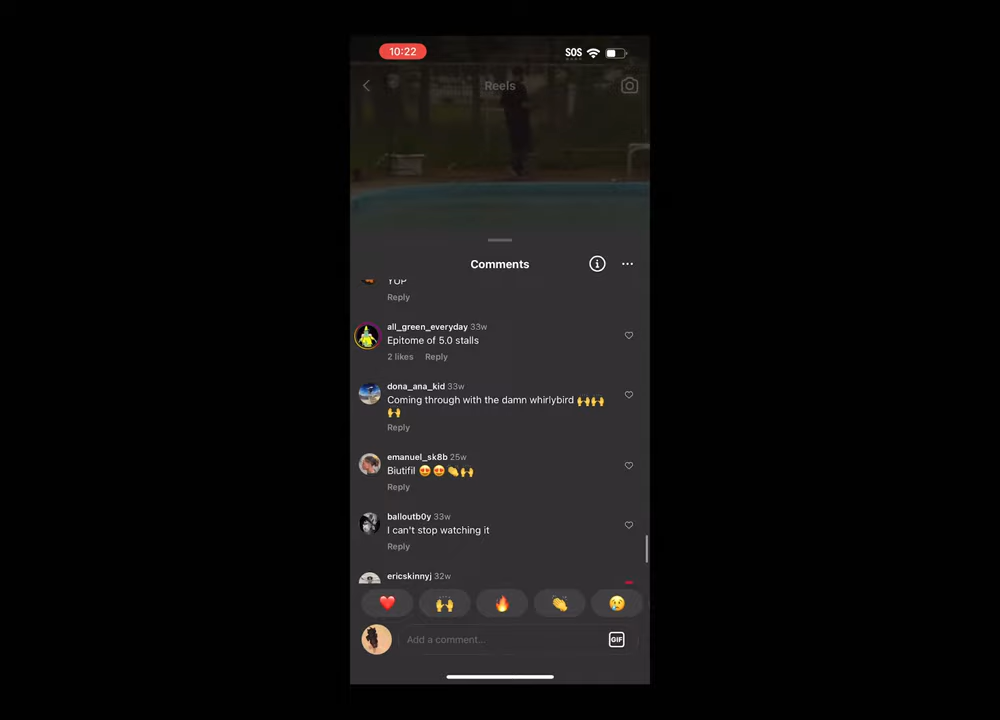 10:22
SOS
Reels
Comments
YUP
Reply
all_green_everyday 33w
Epitome of 5.0 stalls
2 likes Reply
dona_ana_kid 33w
Coming through with the damn whirlybird 🙌🙌
🙌
Reply
emanuel_sk8b 25w
Biutifil 😍😍👏🙌
Reply
balloutb0y 33w
I can't stop watching it
Reply
ericskinnyj 32w
❤️ 🙌 🔥 👏 😢
Add a comment...
GIF